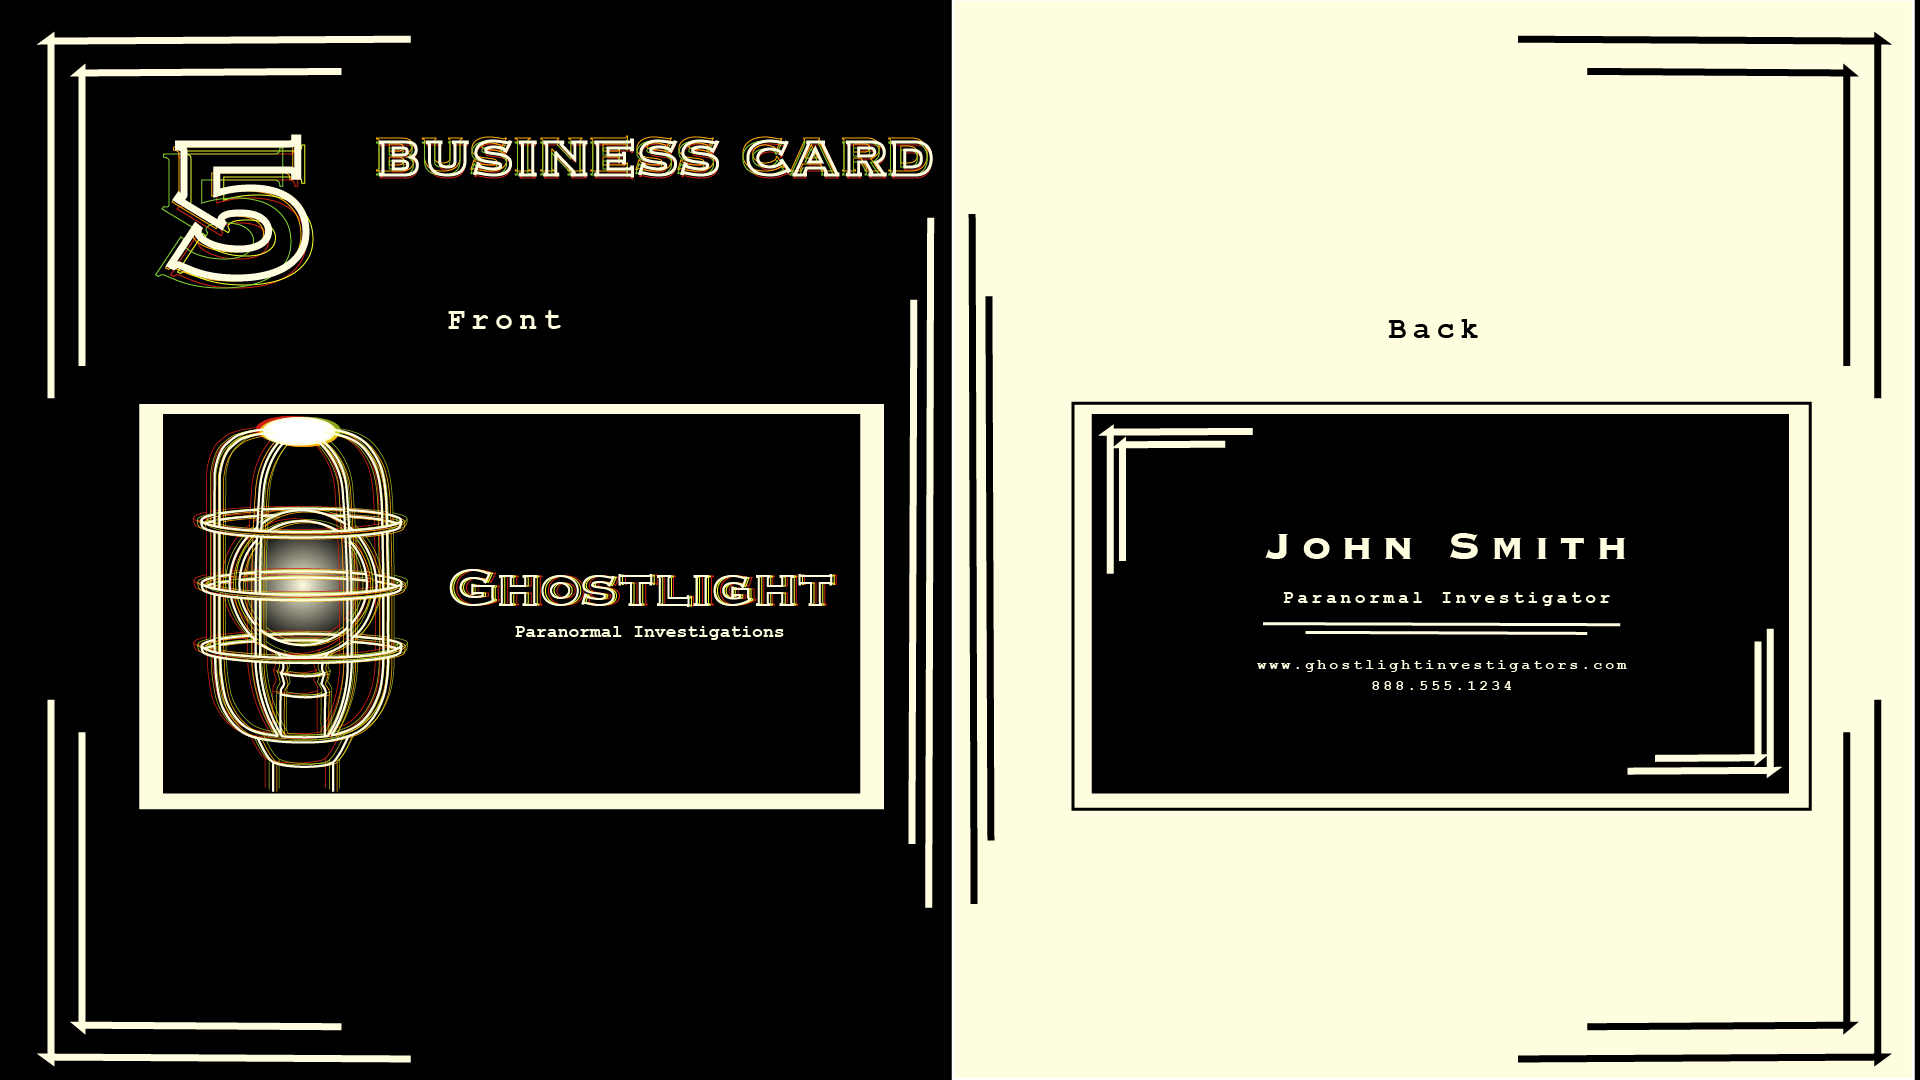 5
BUSINESS CARD
Front
Ghostlight
Paranormal Investigations
Back
John Smith
Paranormal Investigator
www.ghostlightinvestigators.com
888.555.1234